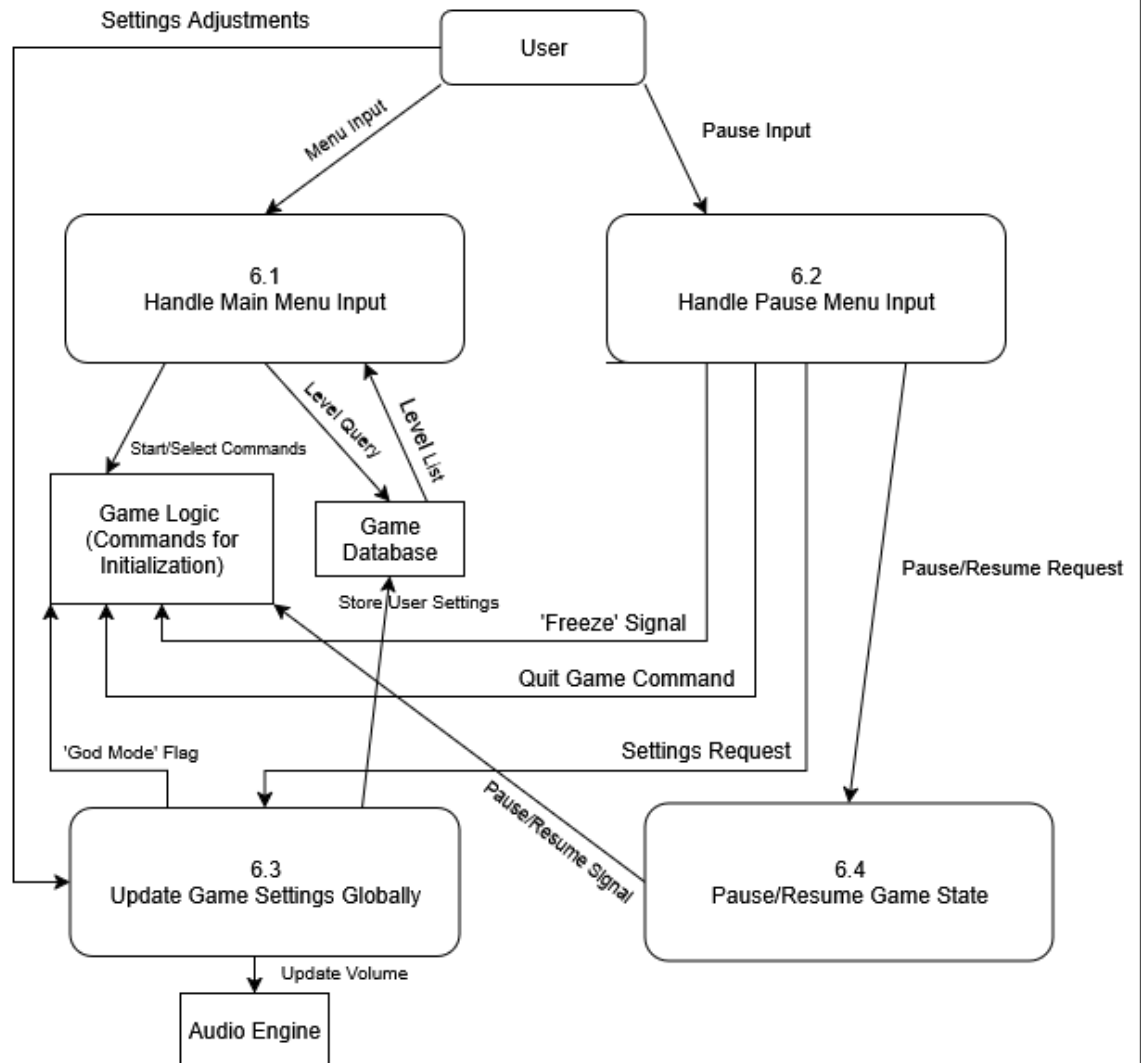 Settings Adjustments
User
Menu Input
Pause Input
6.1
Handle Main Menu Input
6.2
Handle Pause Menu Input
Level Query
Level List
Start/Select Commands
Game Logic
(Commands for
Initialization)
Game
Database
Pause/Resume Request
Store User Settings
'Freeze' Signal
Quit Game Command
'God Mode' Flag
Settings Request
Pause/Resume Signal
6.3
Update Game Settings Globally
6.4
Pause/Resume Game State
Update Volume
Audio Engine